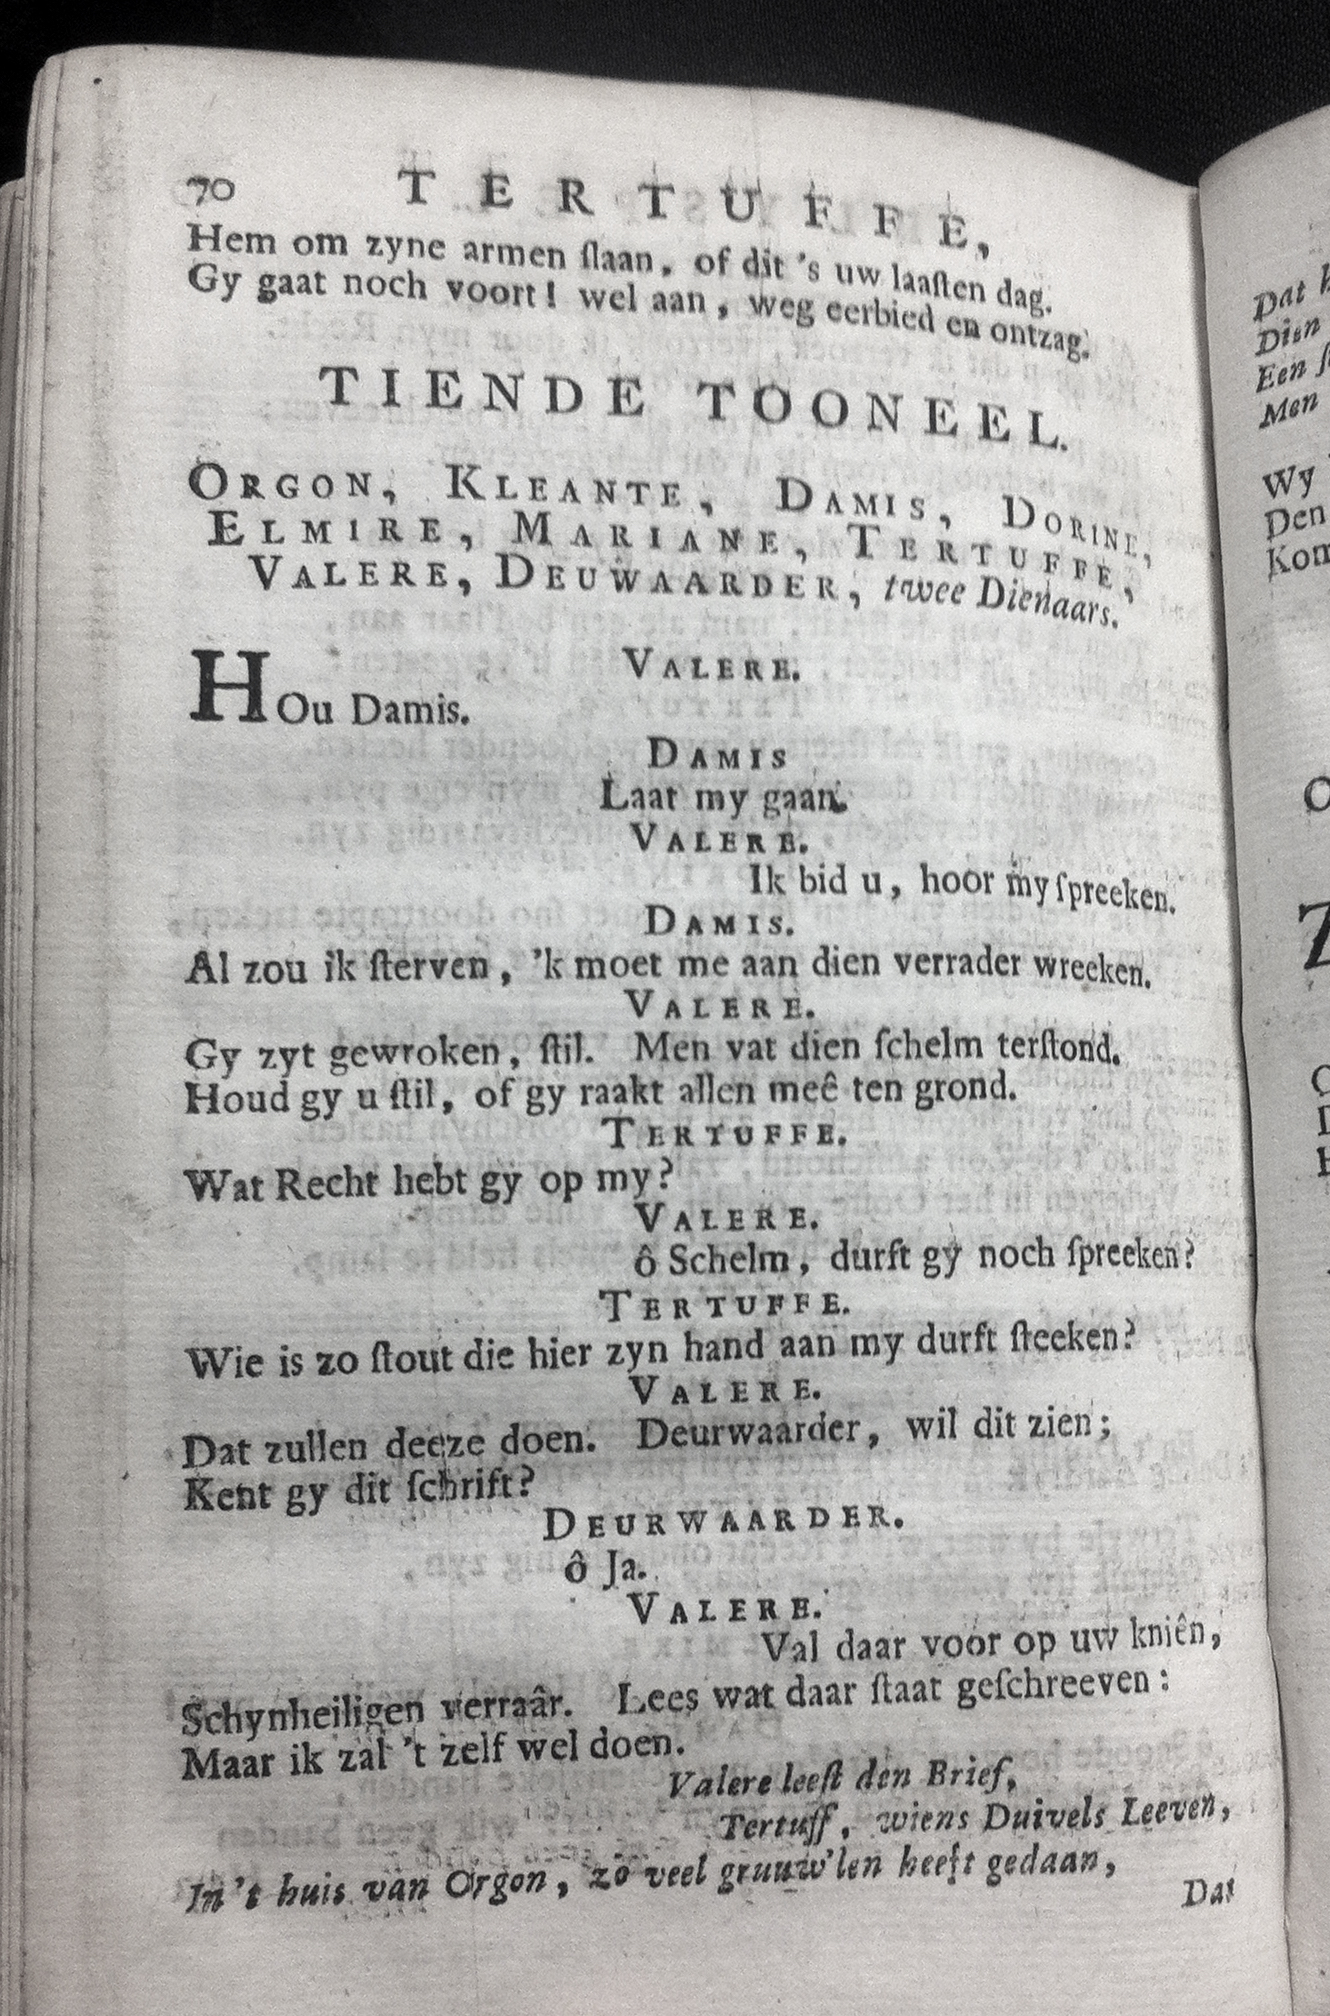 70 TERTUFFE,
Hem om zyne armen ſlaan, of dit 's uw laaſten dag.
Gy gaat noch voort! wel aan, weg eerbied en ontzag.
TIENDE TOONEEL.
ORGON, KLEANTE, DAMIS, DORINE,
ELMIRE, MARIANE, TERTUFFE,
VALERE, DEUWAARDER, twee Dienaars.
VALERE.
HOu Damis.
DAMIS
Laat my gaan.
VALERE.
Ik bid u, hoor my ſpreeken.
DAMIS.
Al zou ik ſterven, 'k moet me aan dien verrader wreeken.
VALERE.
Gy zyt gewroken, ſtil. Men vat dien ſchelm terſtond.
Houd gy u ſtil, of gy raakt allen meê ten grond.
TERTUFFE.
Wat Recht hebt gy op my?
VALERE.
ô Schelm, durft gy noch ſpreeken?
TERTUFFE.
Wie is zo ſtout die hier zyn hand aan my durft ſteeken?
VALERE.
Dat zullen deeze doen. Deurwaarder, wil dit zien;
Kent gy dit ſchrift?
DEURWAARDER.
ô Ja.
VALERE.
Val daar voor op uw kniên,
Schynheiligen verraâr. Lees wat daar ſtaat geſchreeven:
Maar ik zal 't zelf wel doen.
Valere leeſt den Brief,
Tertuff, wiens Duivels Leeven,
In 't huis van Orgon, zo veel gruuw'len heeft gedaan,
Dat
Dat
Dien
Een
Men
Wy
Den
Kom